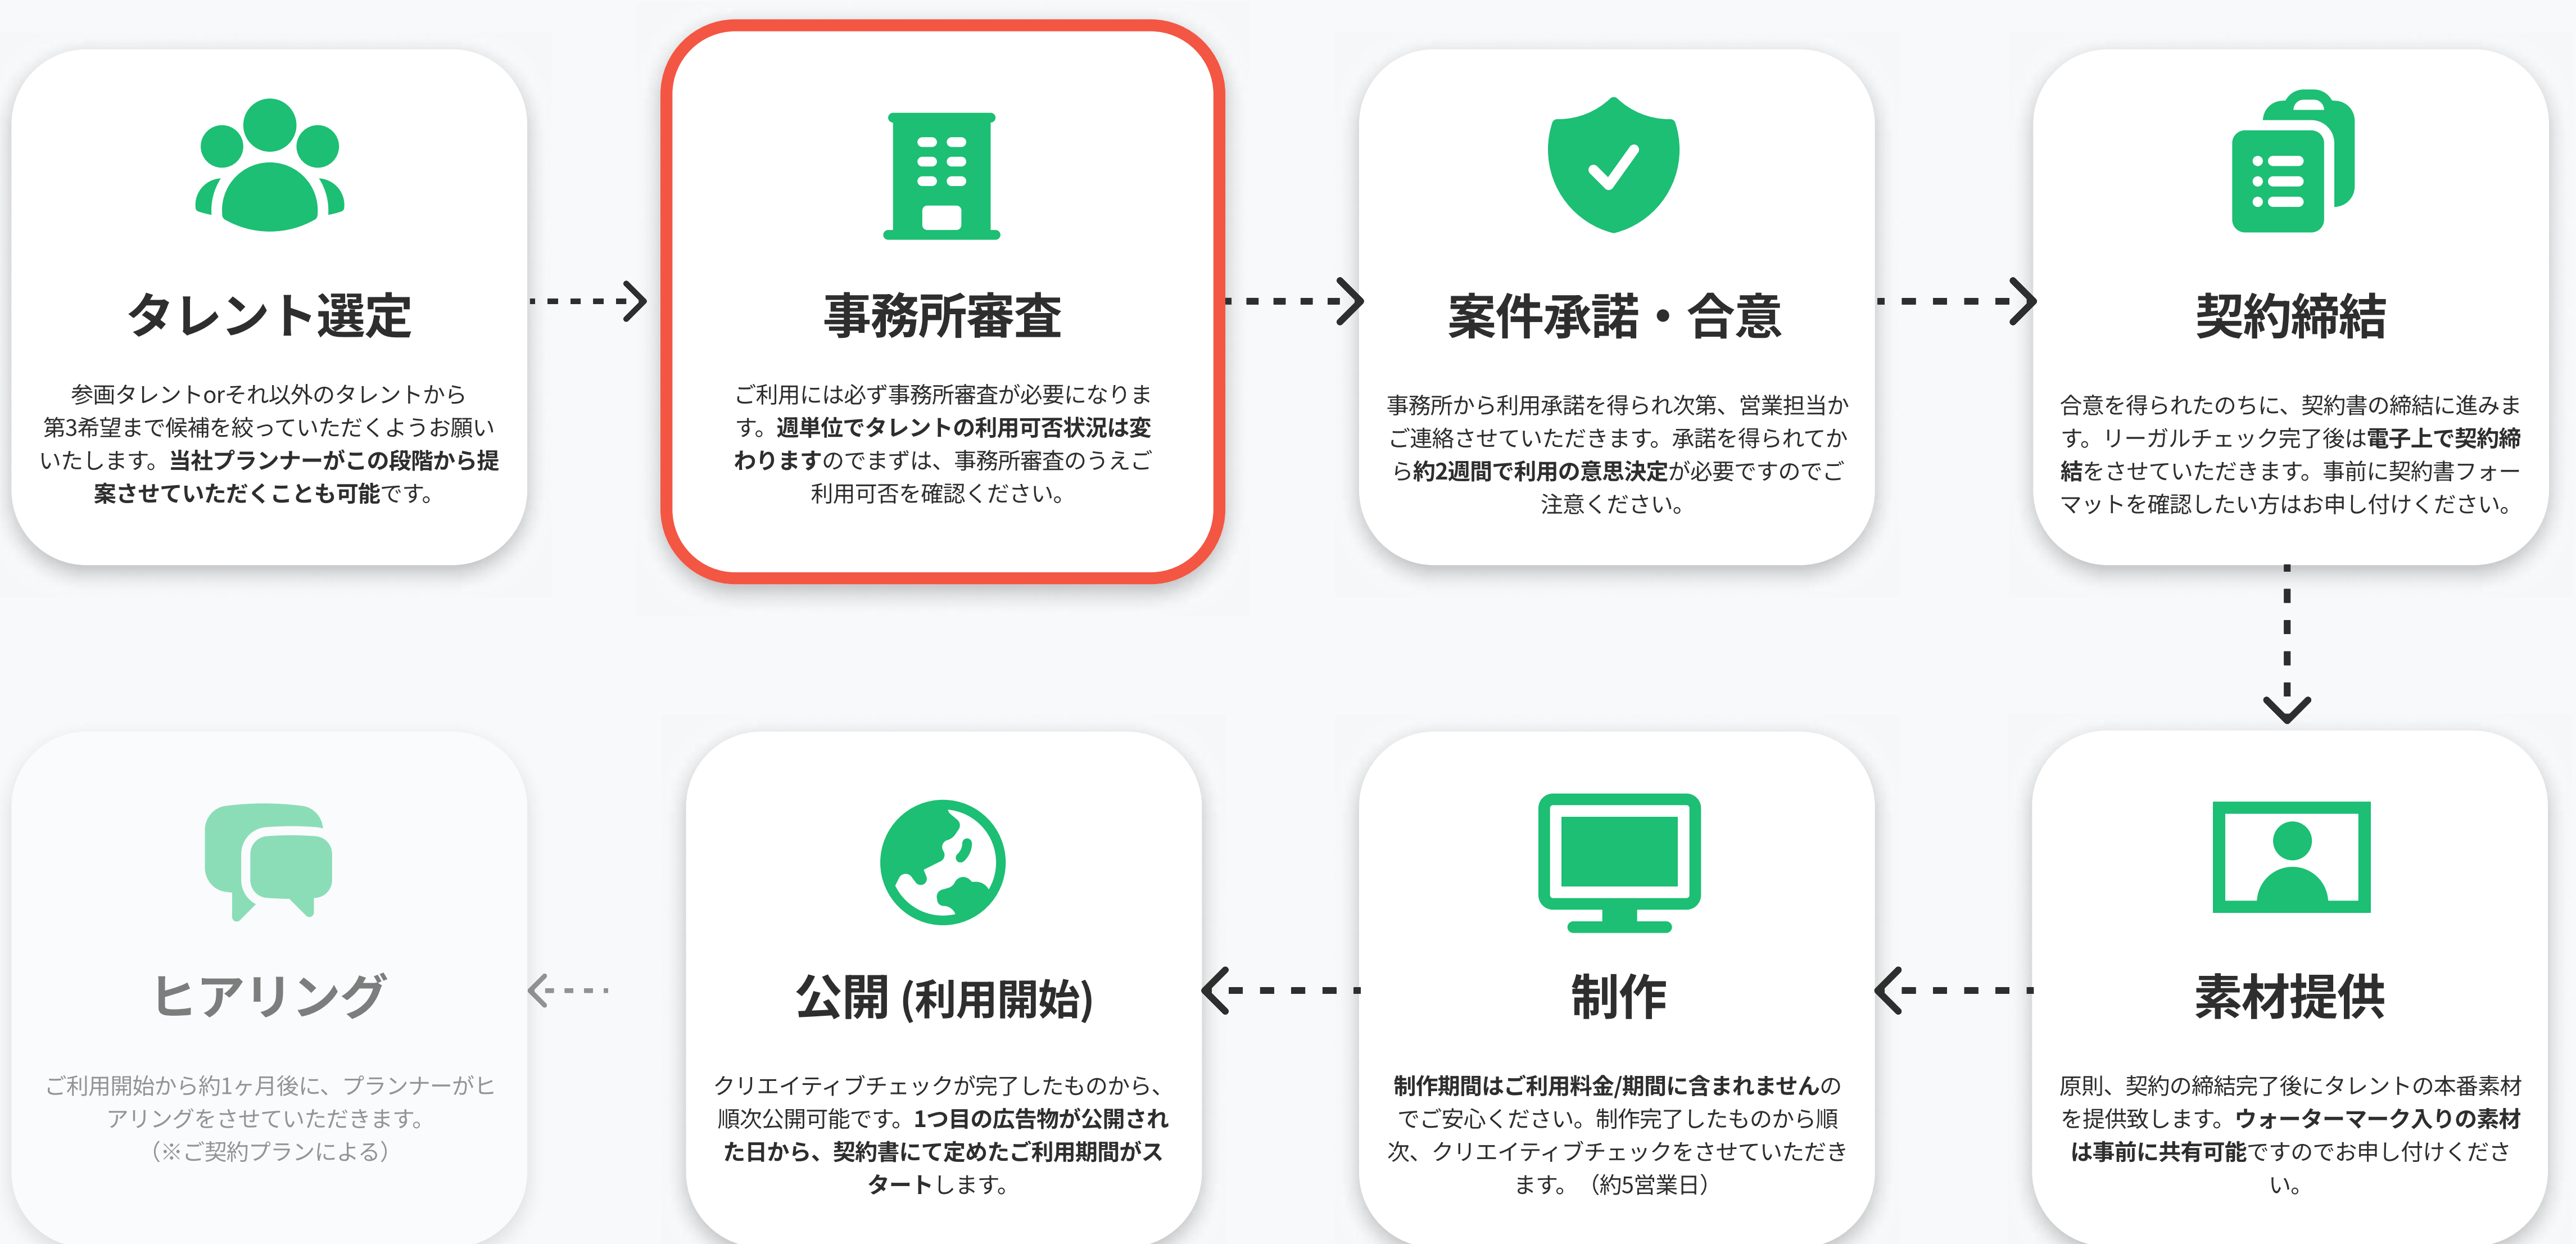 タレント選定
参画タレントorそれ以外のタレントから
第3希望まで候補を絞っていただくようお願い
いたします。当社プランナーがこの段階から提
案させていただくことも可能です。
事務所審査
ご利用には必ず事務所審査が必要になりま
す。週単位でタレントの利用可否状況は変
わりますのでまずは、事務所審査のうえご
利用可否を確認ください。
案件承諾・合意
事務所から利用承諾を得られ次第、営業担当か
ご連絡させていただきます。承諾を得られてか
ら約2週間で利用の意思決定が必要ですのでご
注意ください。
契約締結
合意を得られたのちに、契約書の締結に進みま
す。リーガルチェック完了後は電子上で契約締
結をさせていただきます。事前に契約書フォー
マットを確認したい方はお申し付けください。
素材提供
原則、契約の締結完了後にタレントの本番素材
を提供致します。ウォーターマーク入りの素材
は事前に共有可能ですのでお申し付けくださ
い。
制作
制作期間はご利用料金/期間に含まれませんの
でご安心ください。制作完了したものから順
次、クリエイティブチェックをさせていただき
ます。（約5営業日）
公開 (利用開始)
クリエイティブチェックが完了したものから、
順次公開可能です。1つ目の広告物が公開され
た日から、契約書にて定めたご利用期間がス
タートします。
ヒアリング
ご利用開始から約1ヶ月後に、プランナーがヒ
アリングをさせていただきます。
（※ご契約プランによる）